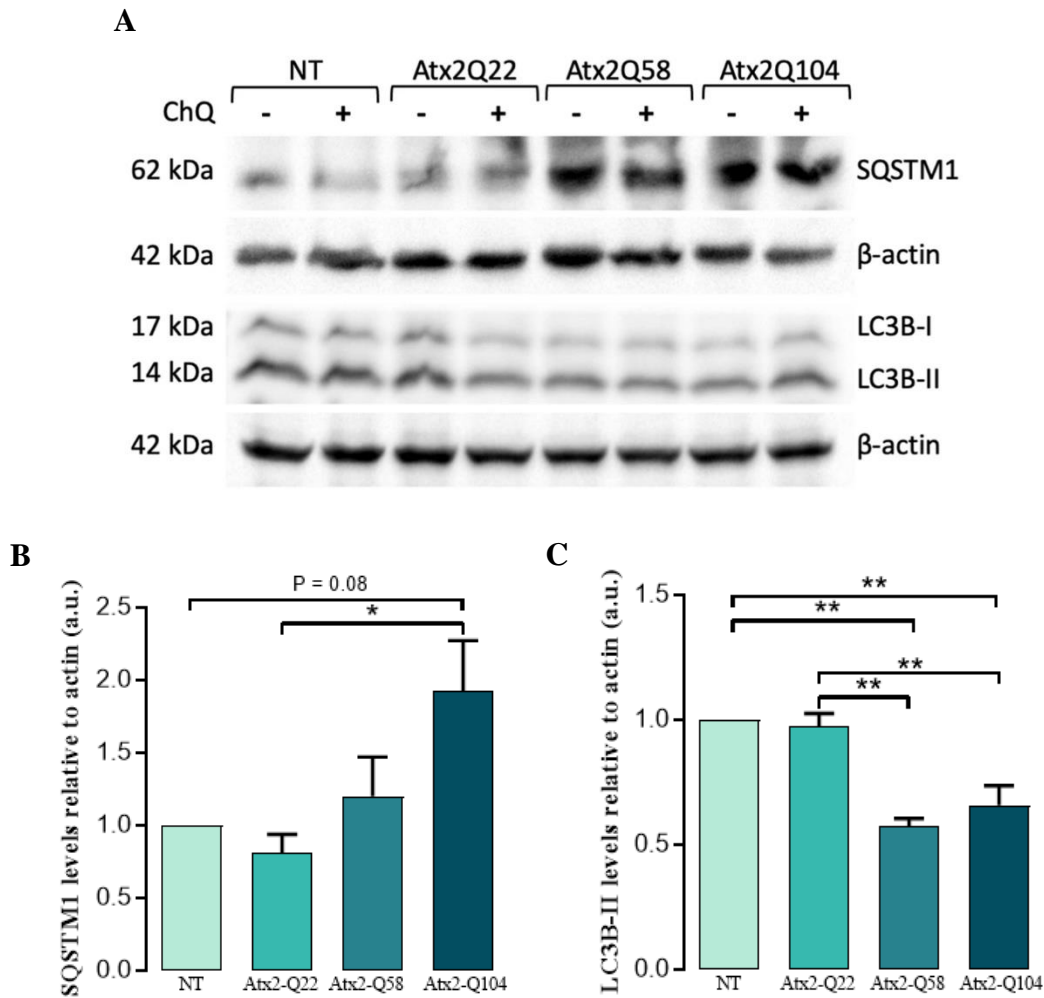 A
NT Atx2Q22 Atx2Q58 Atx2Q104
ChQ - + - + - + - +
62 kDa SQSTM1
42 kDa β-actin
17 kDa LC3B-I
14 kDa LC3B-II
42 kDa β-actin
B
SQSTM1 levels relative to actin (a.u.)
P = 0.08
*
2.5
2.0
1.5
1.0
0.5
0.0
NT Atx2-Q22 Atx2-Q58 Atx2-Q104
C
LC3B-II levels relative to actin (a.u.)
**
**
**
**
1.5
1.0
0.5
0.0
NT Atx2-Q22 Atx2-Q58 Atx2-Q104